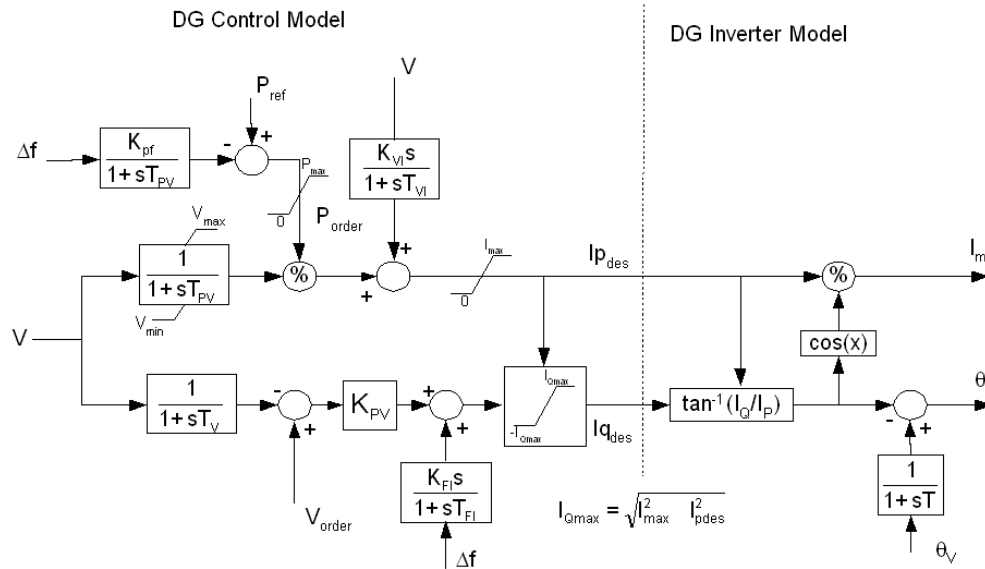 DG Control Model
DG Inverter Model
V
P_ref
Δf
K_pf
1+sT_PV
-
+
P_max
0
P_order
K_VI s
1+sT_VI
V_max
1
1+sT_PV
V_min
%
+
+
I_max
0
Ip_des
%
I_m
V
cos(x)
θ
1
1+sT_V
-
+
K_PV
+
+
I_Qmax
-I_Qmax
Iq_des
tan⁻¹(I_Q/I_P)
-
+
V_order
K_FI s
1+sT_FI
Δf
I_Qmax = √I²_max I²_pdes
1
1+sT
θ_V